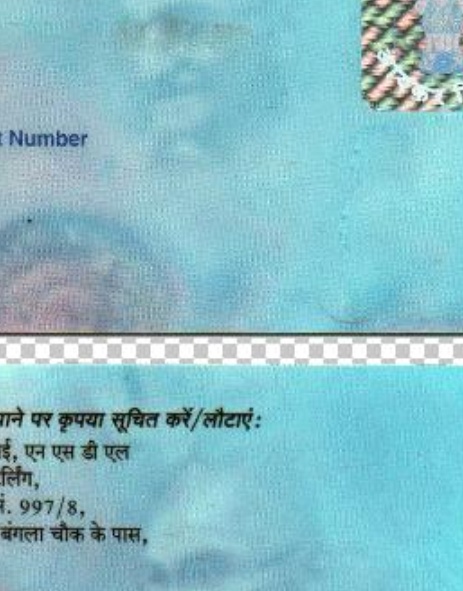 t Number
पाने पर कृपया सूचित करें/लौटाएं:
ई, एन एस डी एल
र्लिंग,
नं. 997/8,
बंगला चौक के पास,